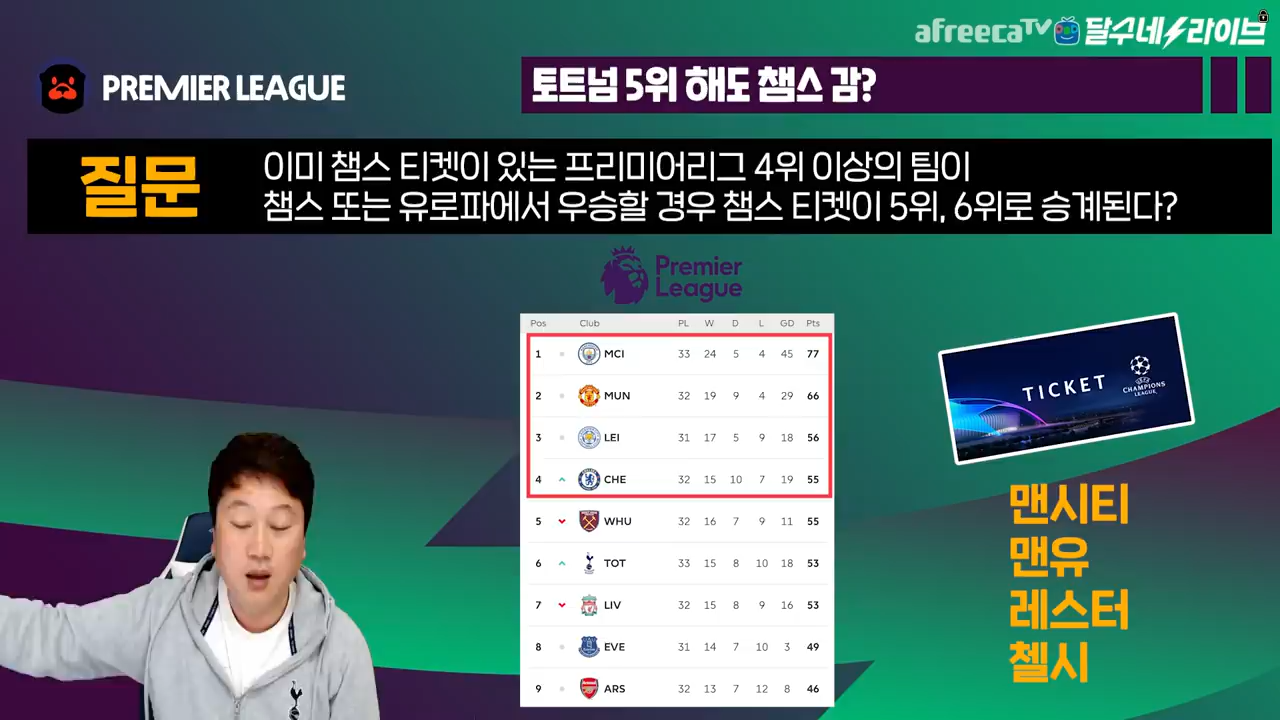 afreecaTV 달수네라이브
PREMIER LEAGUE
토트넘 5위 해도 챔스 감?
질문
이미 챔스 티켓이 있는 프리미어리그 4위 이상의 팀이
챔스 또는 유로파에서 우승할 경우 챔스 티켓이 5위, 6위로 승계된다?
Premier
League
Pos Club PL W D L GD Pts
1 MCI 33 24 5 4 45 77
2 MUN 32 19 9 4 29 66
3 LEI 31 17 5 9 18 56
4 CHE 32 15 10 7 19 55
5 WHU 32 16 7 9 11 55
6 TOT 33 15 8 10 18 53
7 LIV 32 15 8 9 16 53
8 EVE 31 14 7 10 3 49
9 ARS 32 13 7 12 8 46
TICKET
UEFA
CHAMPIONS
LEAGUE
맨시티
맨유
레스터
첼시